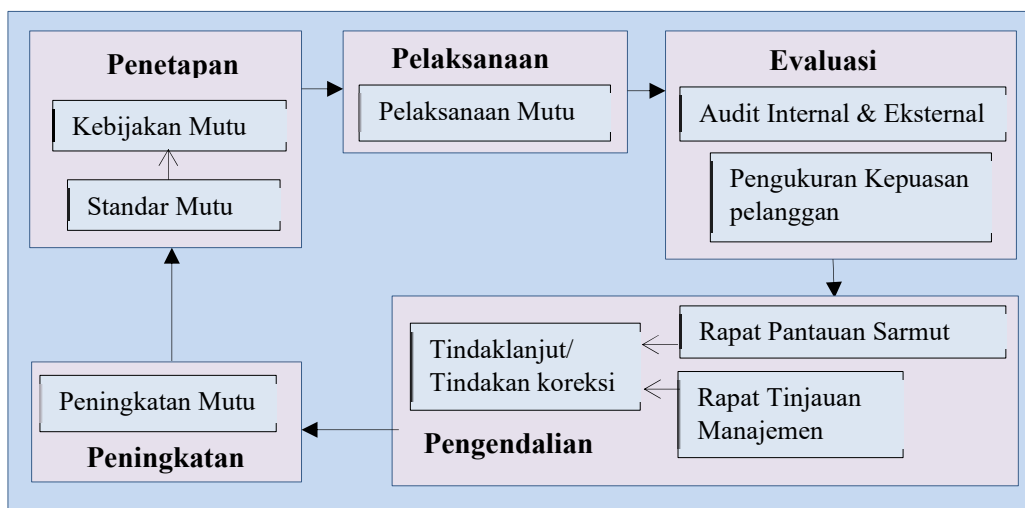 Penetapan
Kebijakan Mutu
Standar Mutu
Pelaksanaan
Pelaksanaan Mutu
Evaluasi
Audit Internal & Eksternal
Pengukuran Kepuasan
pelanggan
Rapat Pantauan Sarmut
Tindaklanjut/
Tindakan koreksi
Rapat Tinjauan
Manajemen
Pengendalian
Peningkatan Mutu
Peningkatan